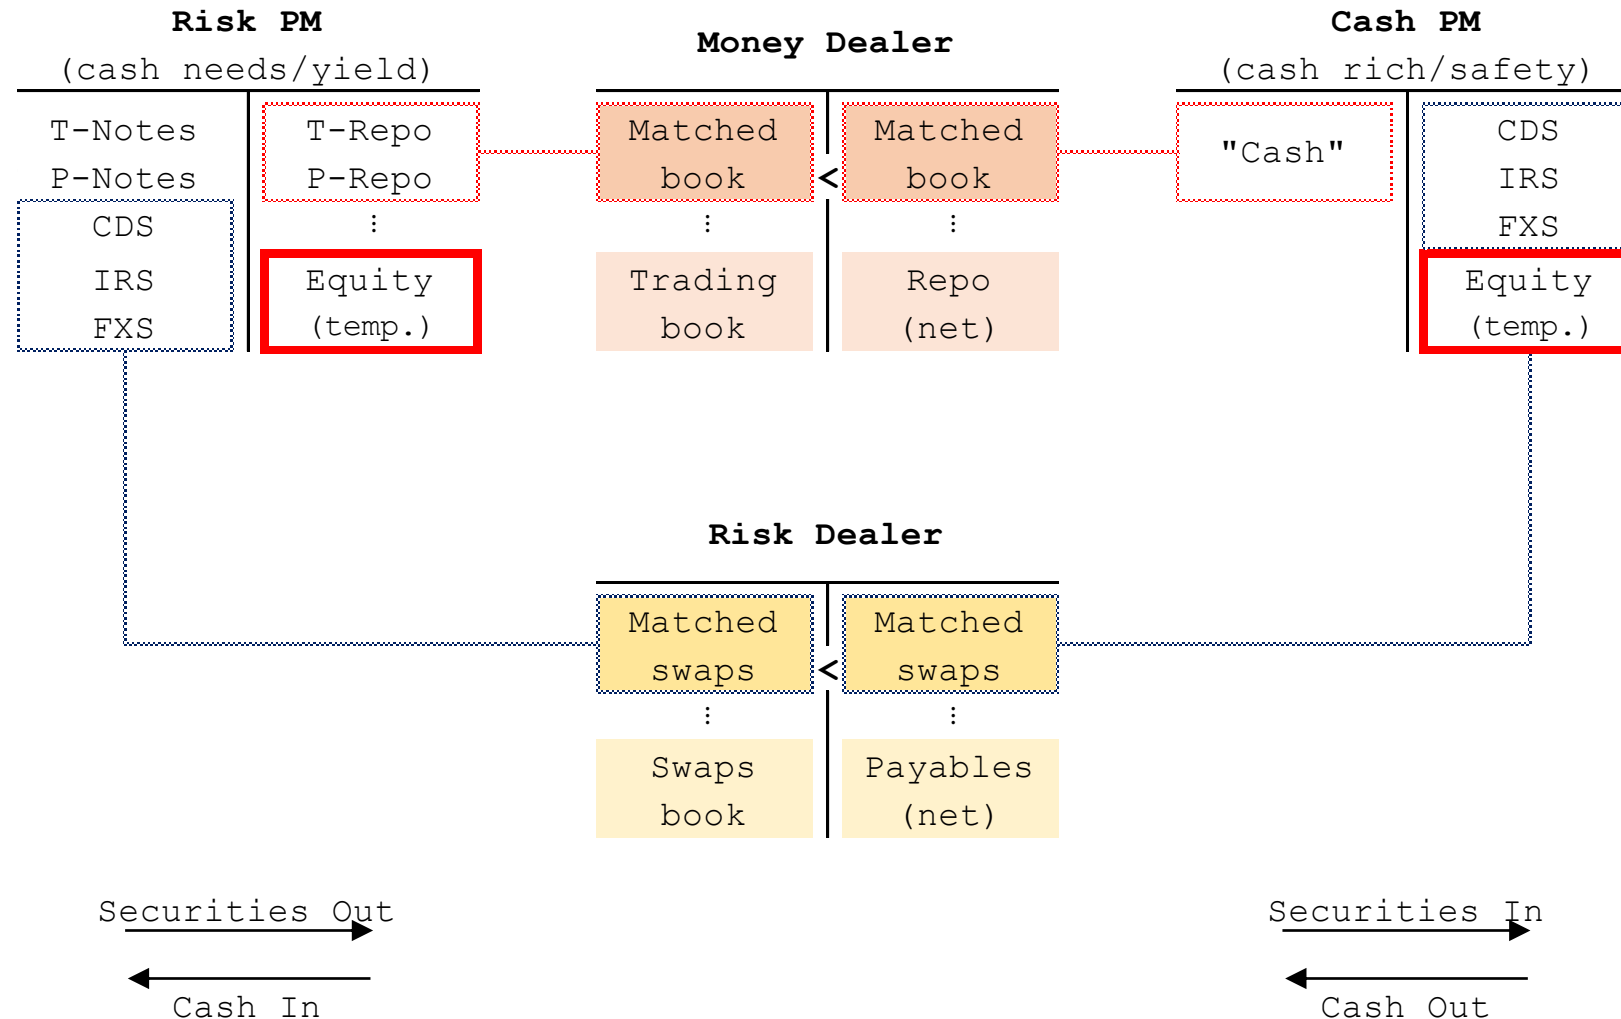 Risk PM
(cash needs/yield)
T-Notes
P-Notes
CDS
IRS
FXS
T-Repo
P-Repo
⋮
Equity
(temp.)
Money Dealer
Matched
book
⋮
Trading
book
<
Matched
book
⋮
Repo
(net)
Cash PM
(cash rich/safety)
"Cash"
CDS
IRS
FXS
Equity
(temp.)
Risk Dealer
Matched
swaps
⋮
Swaps
book
<
Matched
swaps
⋮
Payables
(net)
Securities Out
Cash In
Securities In
Cash Out